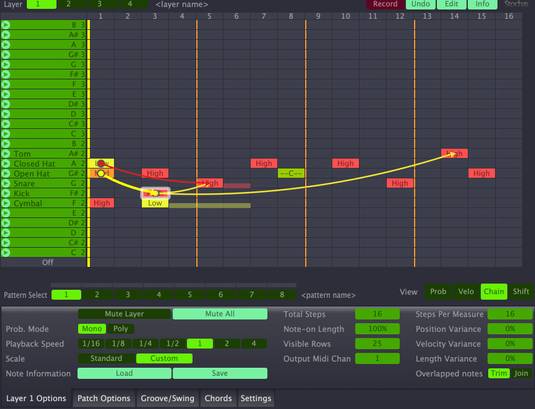 Layer 1 2 3 4 <layer name> Record Undo Edit Info
1 2 3 4 5 6 7 8 9 10 11 12 13 14 15 16
B 3
A# 3
A 3
G# 3
G 3
F# 3
F 3
E 3
D# 3
D 3
C# 3
C 3
B 2
Tom A# 2
Closed Hat A 2 High High High
Open Hat G# 2 High --C-- High
Snare G 2 High High
Kick F# 2
Cymbal F 2 High Low
E 2
D# 2
D 2
C# 2
C 2
Off
Pattern Select 1 2 3 4 5 6 7 8 <pattern name> View Prob Velo Chain Shift
Mute Layer Mute All Total Steps 16 Steps Per Measure 16
Prob. Mode Mono Poly Note-on Length 100% Position Variance 0%
Playback Speed 1/16 1/8 1/4 1/2 1 2 4 Visible Rows 25 Velocity Variance 0%
Scale Standard Custom Output Midi Chan 1 Length Variance 0%
Note Information Load Save Overlapped notes Trim Join
Layer 1 Options Patch Options Groove/Swing Chords Settings